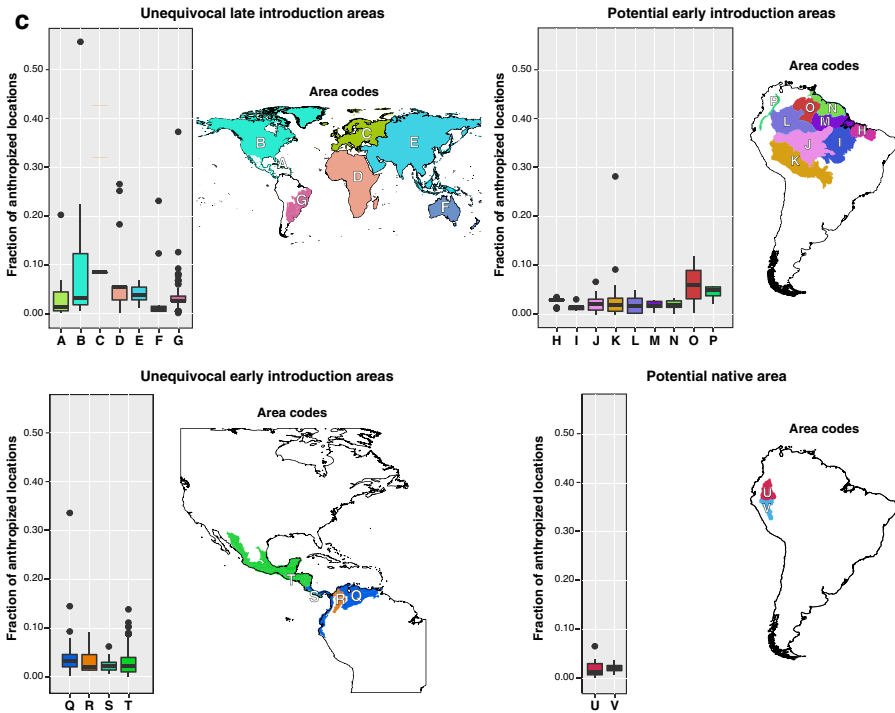 c
Unequivocal late introduction areas
Fraction of anthropized locations
0.50
0.40
0.30
0.20
0.10
0.00
A B C D E F G
Area codes
A
B
C
D
E
F
G
Potential early introduction areas
Fraction of anthropized locations
0.50
0.40
0.30
0.20
0.10
0.00
H I J K L M N O P
Area codes
P
O
N
L
M
H
J
I
K
Unequivocal early introduction areas
Fraction of anthropized locations
0.50
0.40
0.30
0.20
0.10
0.00
Q R S T
Area codes
T
S
R
Q
Potential native area
Fraction of anthropized locations
0.50
0.40
0.30
0.20
0.10
0.00
U V
Area codes
U
V